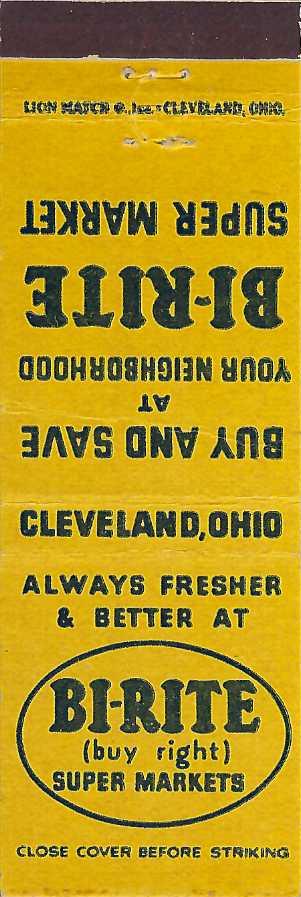 LION MATCH Co., Inc. - CLEVELAND, OHIO.
BUY AND SAVE
AT
YOUR NEIGHBORHOOD
BI-RITE
SUPER MARKET
CLEVELAND, OHIO
ALWAYS FRESHER
& BETTER AT
BI-RITE
(buy right)
SUPER MARKETS
CLOSE COVER BEFORE STRIKING